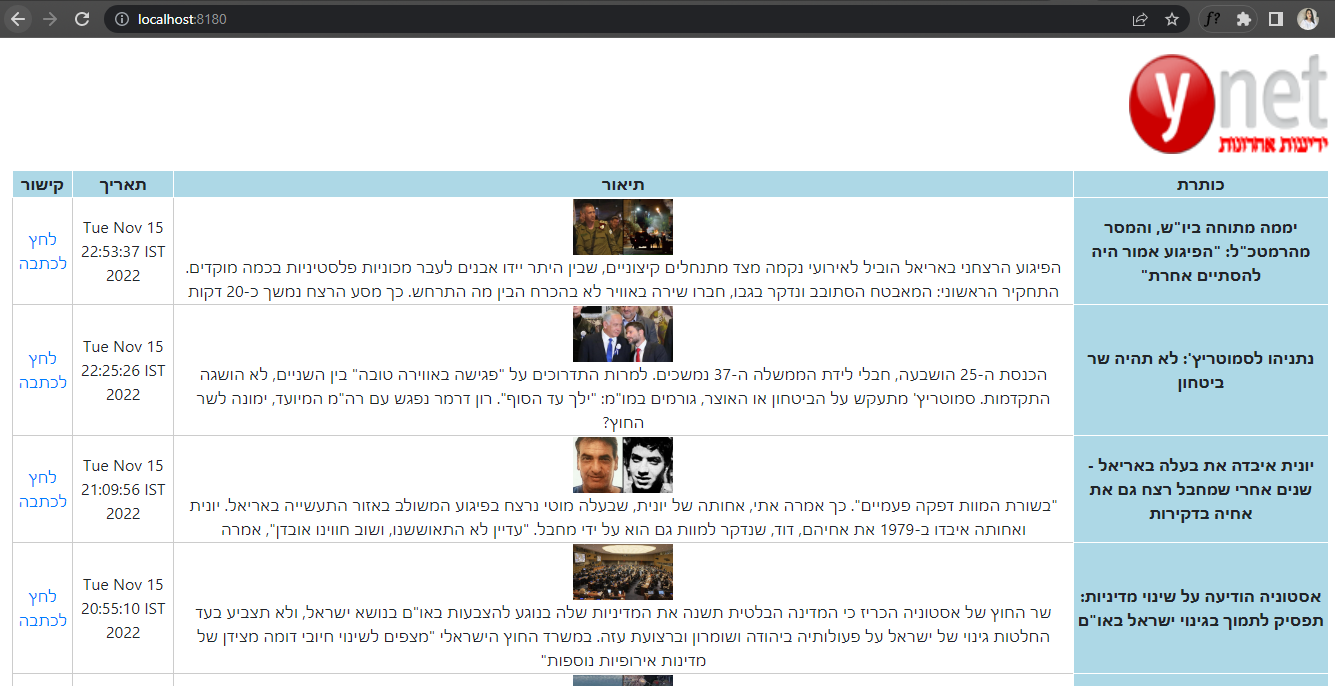 localhost:8180
ynet
ידיעות אחרונות
כותרת
תיאור
תאריך
קישור
יממה מתוחה ביו"ש, והמסר
מהרמטכ"ל: "הפיגוע אמור היה
להסתיים אחרת"
הפיגוע הרצחני באריאל הוביל לאירועי נקמה מצד מתנחלים קיצוניים, שבין היתר יידו אבנים לעבר מכוניות פלסטיניות בכמה מוקדים.
התחקיר הראשוני: המאבטח הסתובב ונדקר בגבו, חברו שירה באוויר לא בהכרח הבין מה התרחש. כך מסע הרצח נמשך כ-20 דקות
Tue Nov 15
22:53:37 IST
2022
לחץ
לכתבה
נתניהו לסמוטריץ': לא תהיה שר
ביטחון
הכנסת ה-25 הושבעה, חבלי לידת הממשלה ה-37 נמשכים. למרות התדרוכים על "פגישה באווירה טובה" בין השניים, לא הושגה
התקדמות. סמוטריץ' מתעקש על הביטחון או האוצר, גורמים במו"מ: "ילך עד הסוף". רון דרמר נפגש עם רה"מ המיועד, ימונה לשר
החוץ?
Tue Nov 15
22:25:26 IST
2022
לחץ
לכתבה
יונית איבדה את בעלה באריאל -
שנים אחרי שמחבל רצח גם את
אחיה בדקירות
"בשורת המוות דפקה פעמיים". כך אמרה אתי, אחותה של יונית, שבעלה מוטי נרצח בפיגוע המשולב באזור התעשייה באריאל. יונית
ואחותה איבדו ב-1979 את אחיהם, דוד, שנדקר למוות גם הוא על ידי מחבל. "עדיין לא התאוששנו, ושוב חווינו אובדן", אמרה
Tue Nov 15
21:09:56 IST
2022
לחץ
לכתבה
אסטוניה הודיעה על שינוי מדיניות:
תפסיק לתמוך בגינוי ישראל באו"ם
שר החוץ של אסטוניה הכריז כי המדינה הבלטית תשנה את המדיניות שלה בנוגע להצבעות באו"ם בנושא ישראל, ולא תצביע בעד
החלטות גינוי של ישראל על פעולותיה ביהודה ושומרון וברצועת עזה. במשרד החוץ הישראלי "מצפים לשינוי חיובי דומה מצידן של
מדינות אירופיות נוספות"
Tue Nov 15
20:55:10 IST
2022
לחץ
לכתבה